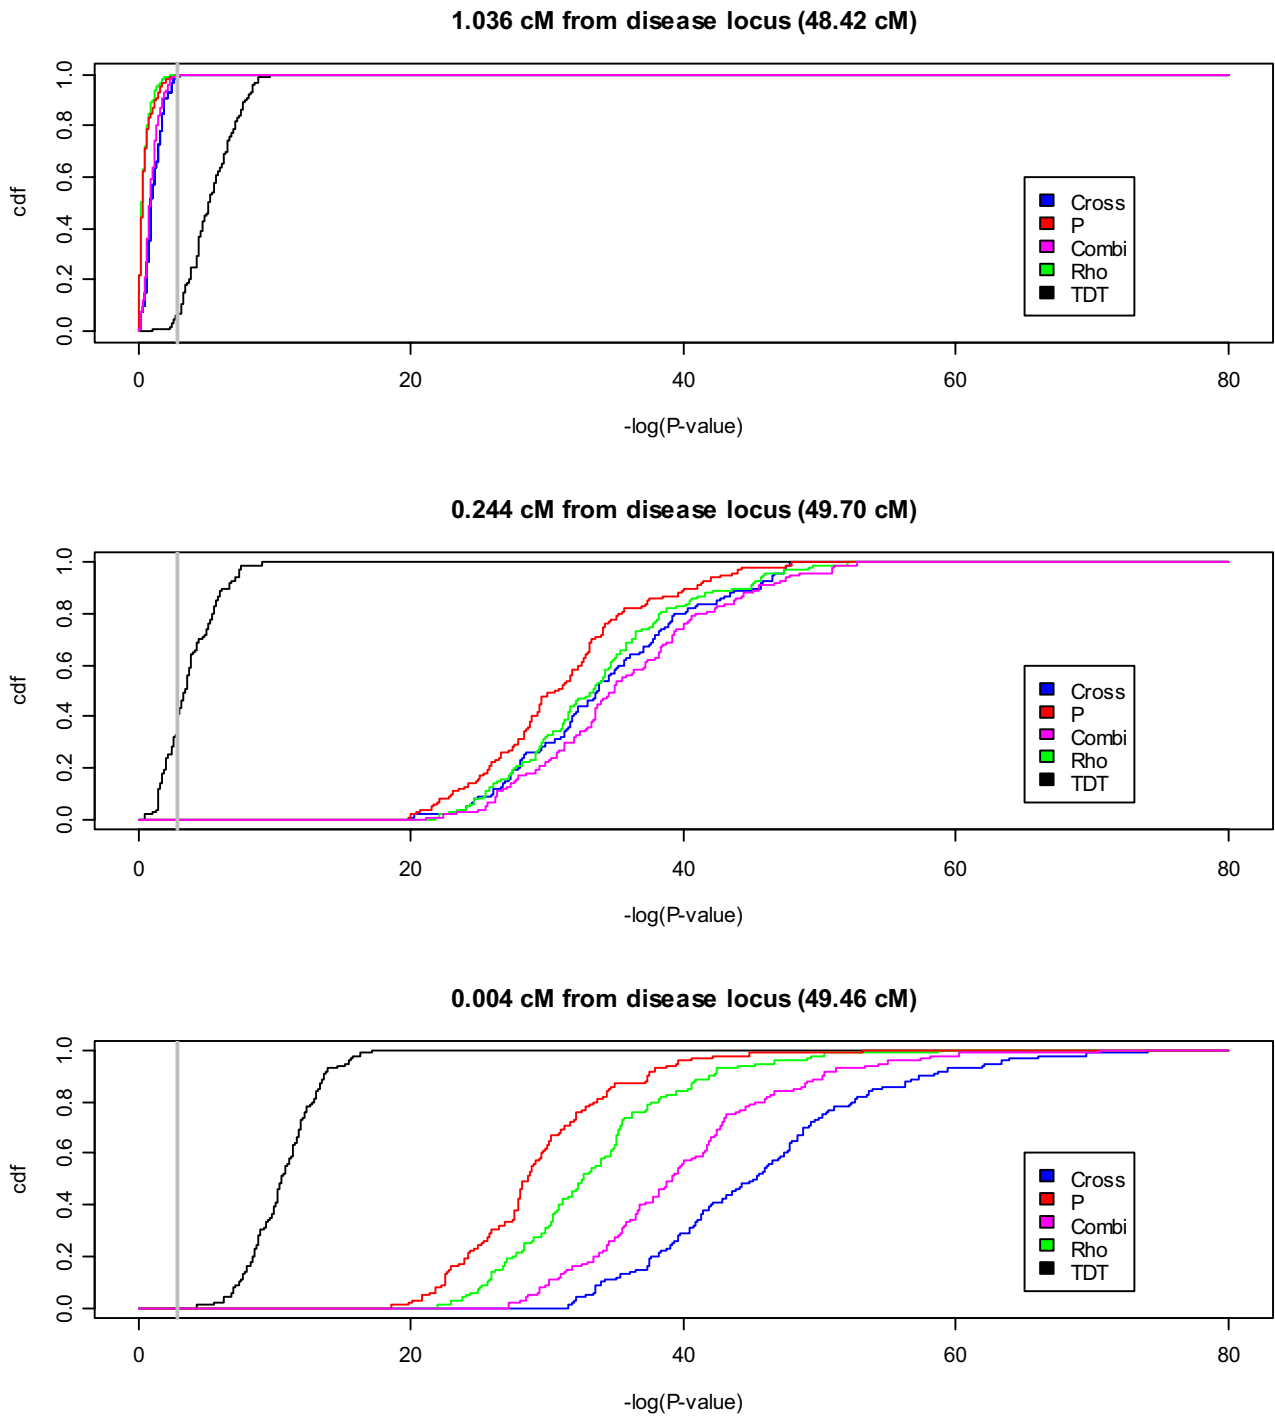 1.036 cM from disease locus (48.42 cM)
cdf
0.0 0.2 0.4 0.6 0.8 1.0
Cross
P
Combi
Rho
TDT
0 20 40 60 80
-log(P-value)
0.244 cM from disease locus (49.70 cM)
cdf
0.0 0.2 0.4 0.6 0.8 1.0
Cross
P
Combi
Rho
TDT
0 20 40 60 80
-log(P-value)
0.004 cM from disease locus (49.46 cM)
cdf
0.0 0.2 0.4 0.6 0.8 1.0
Cross
P
Combi
Rho
TDT
0 20 40 60 80
-log(P-value)